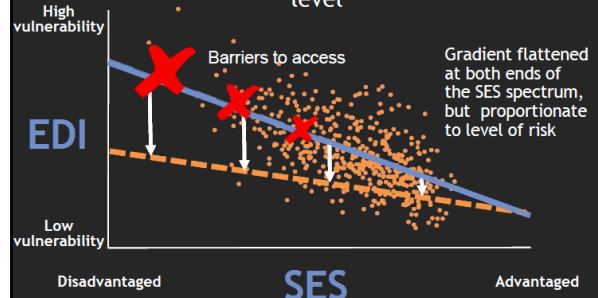 level
High
vulnerability
Barriers to access
Gradient flattened
at both ends of
the SES spectrum,
but proportionate
to level of risk
EDI
Low
vulnerability
Disadvantaged
SES
Advantaged